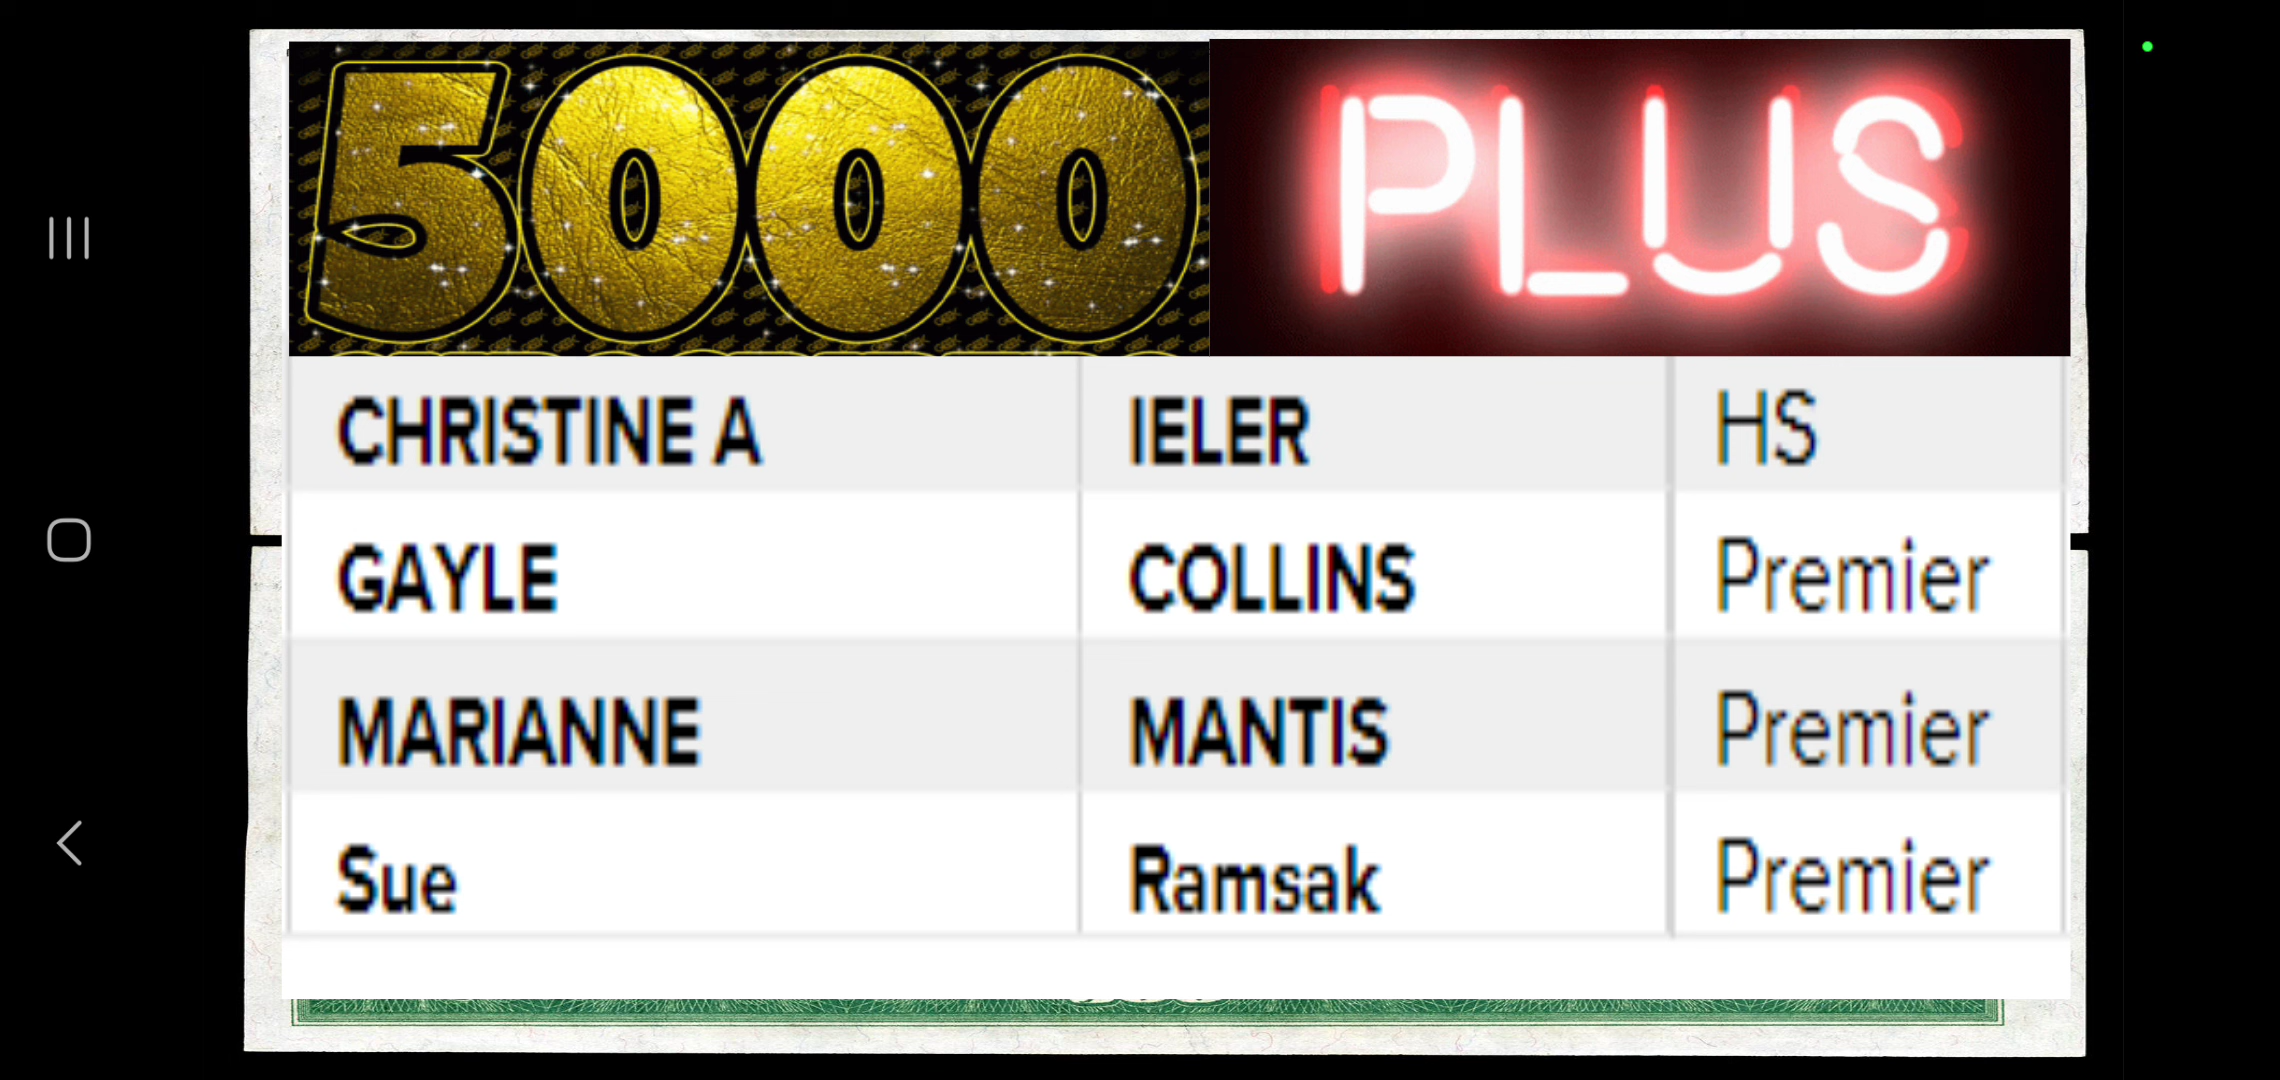 5000 PLUS
CHRISTINE A IELER HS
GAYLE COLLINS Premier
MARIANNE MANTIS Premier
Sue Ramsak Premier